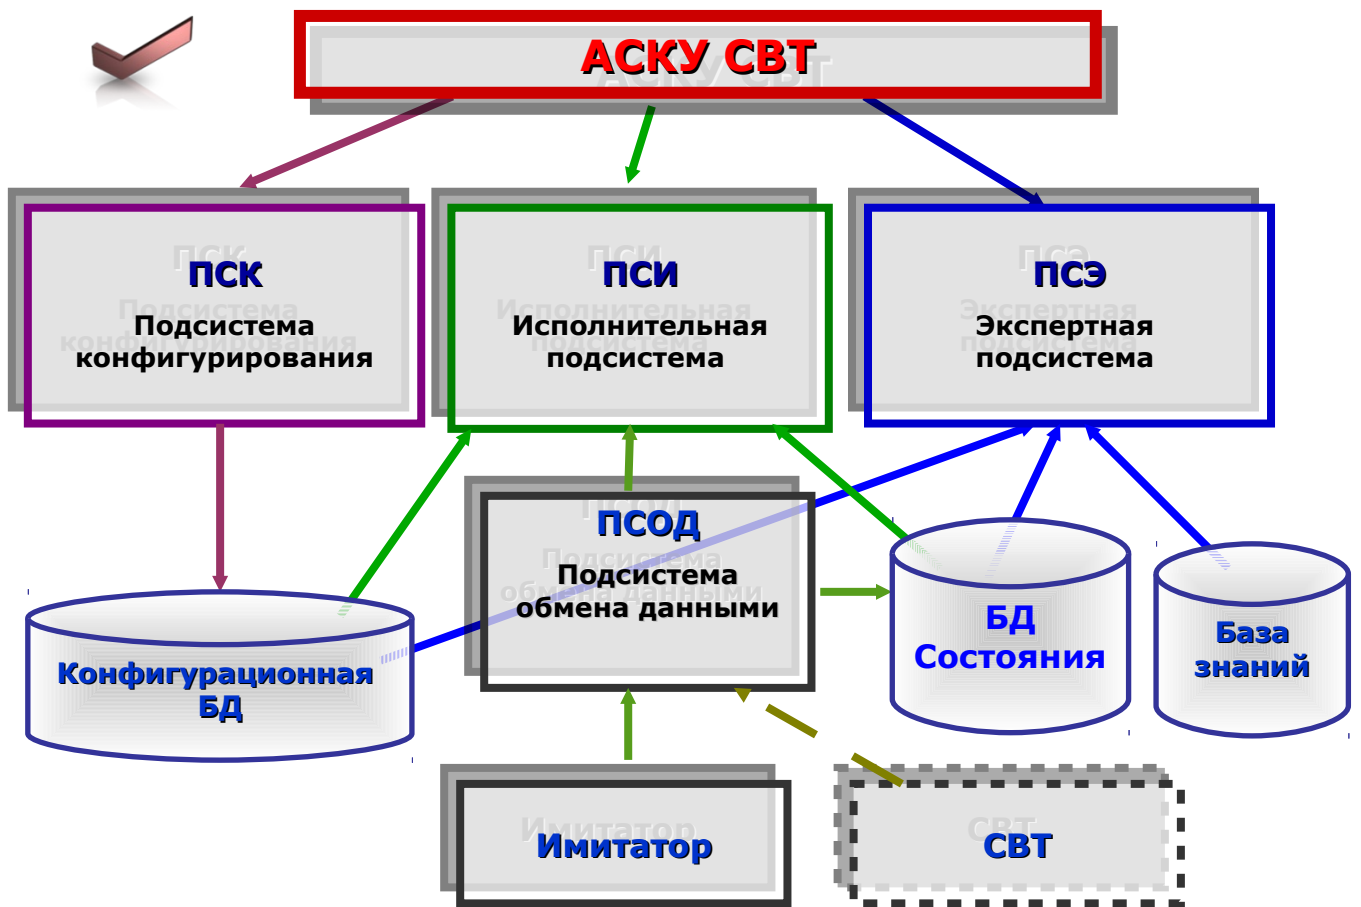 АСКУ СВТ
ПСК
Подсистема
конфигурирования
ПСИ
Исполнительная
подсистема
ПСЭ
Экспертная
подсистема
ПСОД
Подсистема
обмена данными
Конфигурационная
БД
БД
Состояния
База
знаний
Имитатор
СВТ